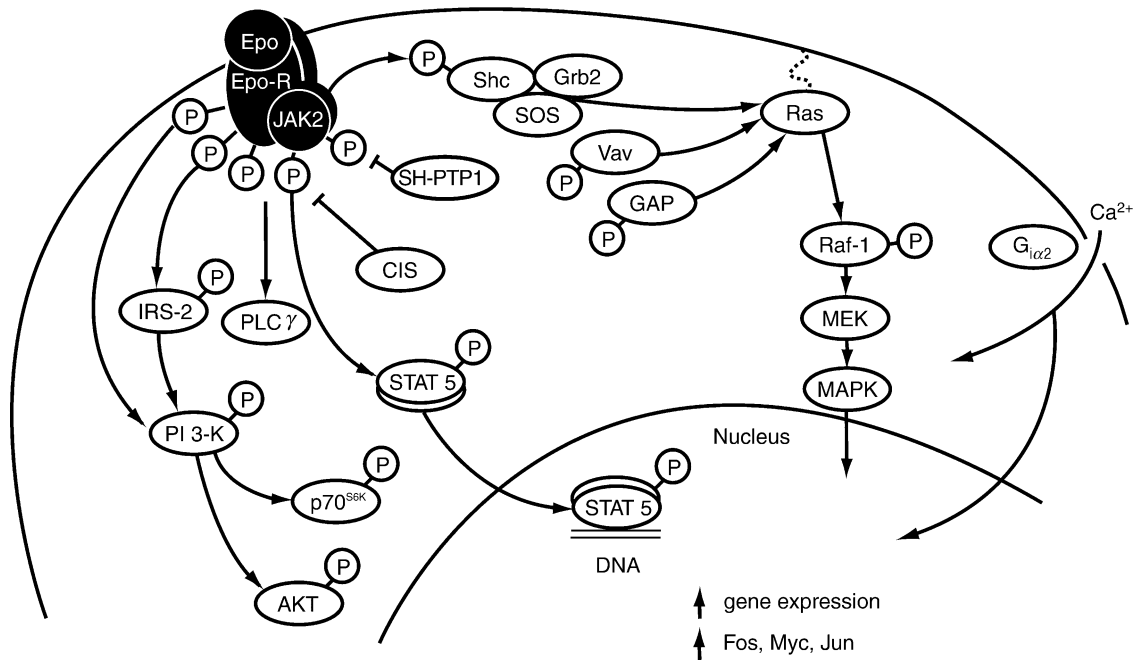 Epo
Epo-R
JAK2
P
P
P
P
P
P
Shc
Grb2
SOS
Ras
Vav
P
GAP
P
SH-PTP1
CIS
Raf-1
P
Giα2
Ca2+
IRS-2
P
PLC γ
MEK
STAT 5
P
MAPK
PI 3-K
P
Nucleus
p70S6K
P
STAT 5
P
DNA
AKT
P
gene expression
Fos, Myc, Jun